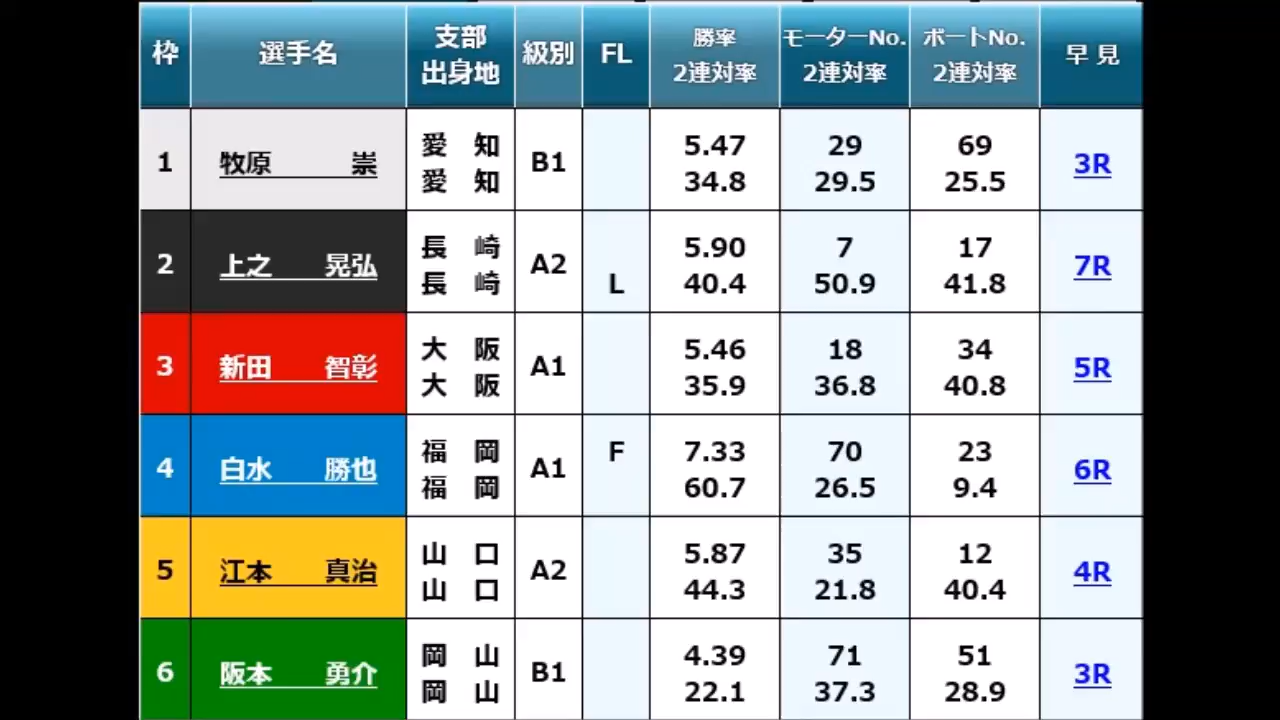 枠 選手名 支部 出身地 級別 FL 勝率 2連対率 モーターNo. 2連対率 ボートNo. 2連対率 早見
1 牧原 崇 愛知 愛知 B1 5.47 34.8 29 29.5 69 25.5 3R
2 上之 晃弘 長崎 長崎 A2 L 5.90 40.4 7 50.9 17 41.8 7R
3 新田 智彰 大阪 大阪 A1 5.46 35.9 18 36.8 34 40.8 5R
4 白水 勝也 福岡 福岡 A1 F 7.33 60.7 70 26.5 23 9.4 6R
5 江本 真治 山口 山口 A2 5.87 44.3 35 21.8 12 40.4 4R
6 阪本 勇介 岡山 岡山 B1 4.39 22.1 71 37.3 51 28.9 3R